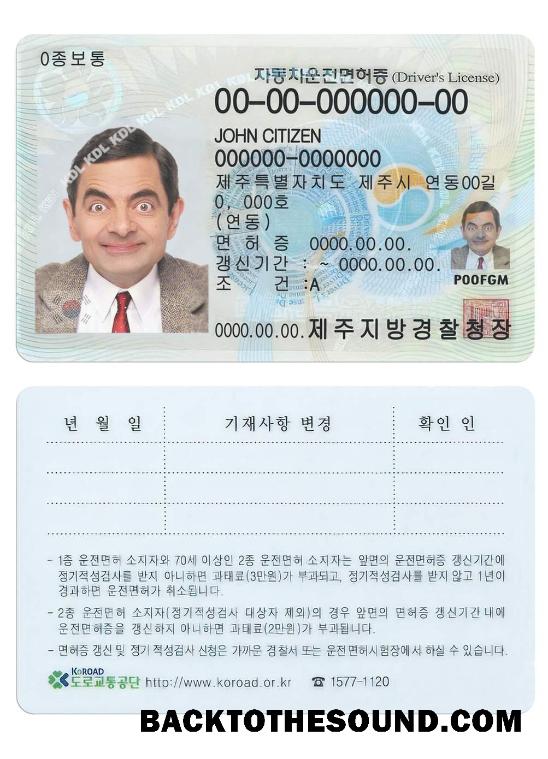 0종보통
자동차운전면허증 (Driver's License)
00-00-000000-00
JOHN CITIZEN
000000-0000000
제주특별자치도 제주시 연동00길
0, 000호
(연동)
면 허 증 0000.00.00.
갱신기간 : ~ 0000.00.00.
조 건 :A
P00FGM
0000.00.00.제주지방경찰청장
KDL KDL KDL KDL KDL KDL
년 월 일 기재사항 변경 확인 인
- 1종 운전면허 소지자와 70세 이상인 2종 운전면허 소지자는 앞면의 운전면허증 갱신기간에
정기적성검사를 받지 아니하면 과태료(3만원)가 부과되고, 정기적성검사를 받지 않고 1년이
경과하면 운전면허가 취소됩니다.
- 2종 운전면허 소지자(정기적성검사 대상자 제외)의 경우 앞면의 면허증 갱신기간 내에
운전면허증을 갱신하지 아니하면 과태료(2만원)가 부과됩니다.
- 면허증 갱신 및 정기 적성검사 신청은 가까운 경찰서 또는 운전면허시험장에서 하실 수 있습니다.
KoROAD
도로교통공단 http://www.koroad.or.kr ☎ 1577-1120
BACKTOTHESOUND.COM